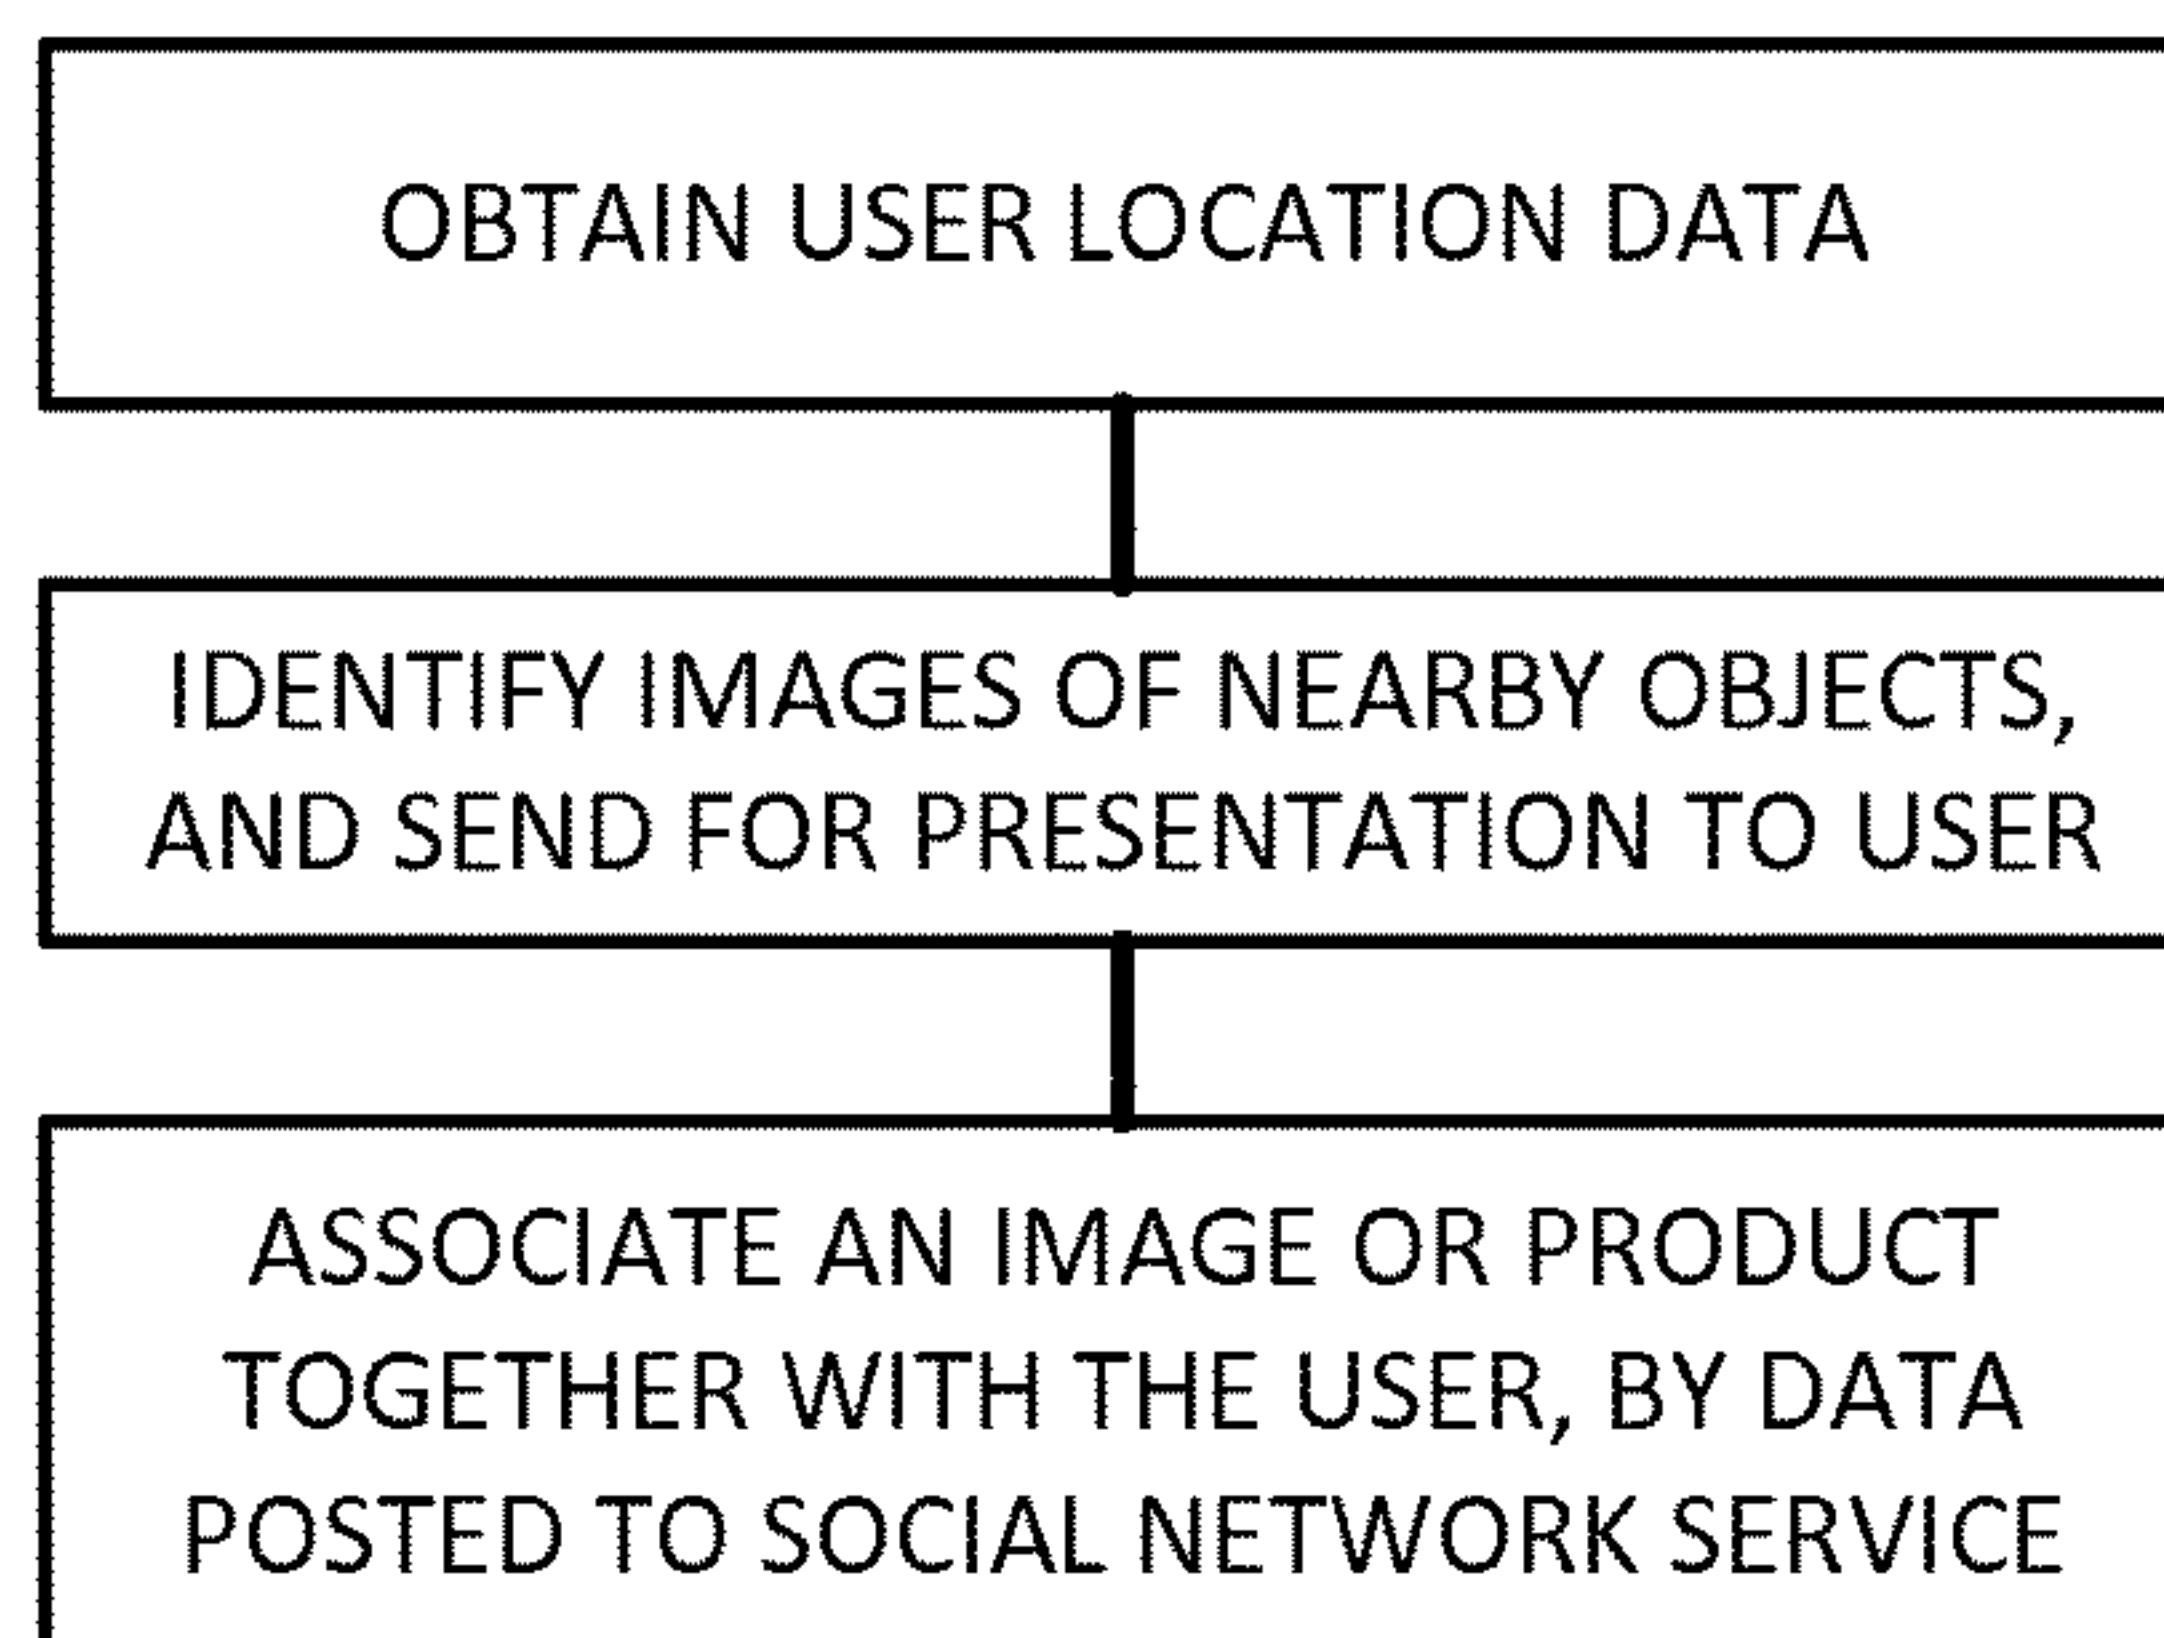 OBTAIN USER LOCATION DATA
IDENTIFY IMAGES OF NEARBY OBJECTS,
AND SEND FOR PRESENTATION TO USER
ASSOCIATE AN IMAGE OR PRODUCT
TOGETHER WITH THE USER, BY DATA
POSTED TO SOCIAL NETWORK SERVICE